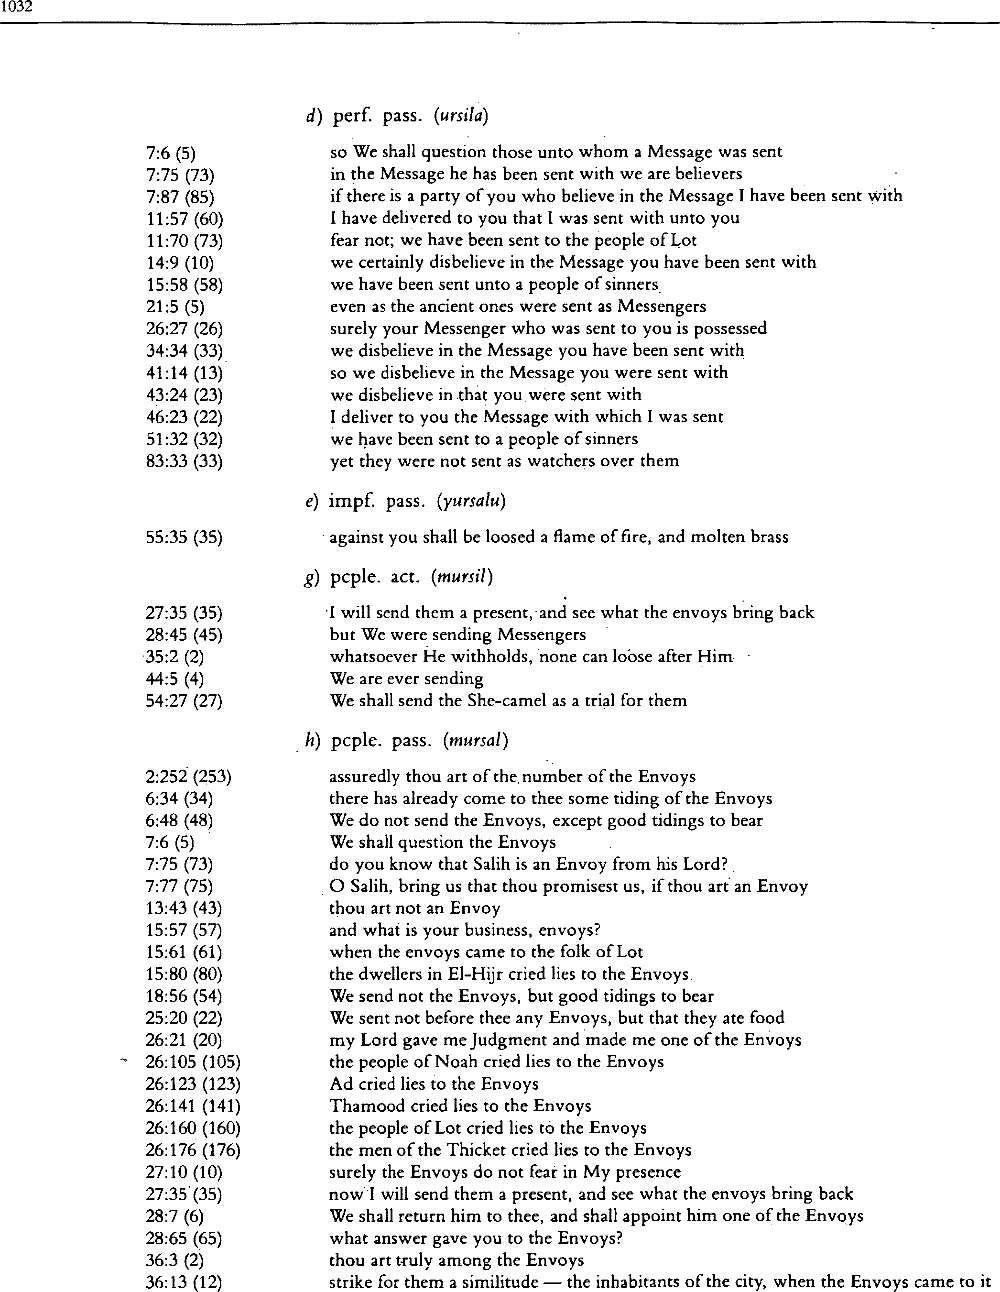 1032
d) perf. pass. (ursila)
7:6 (5) so We shall question those unto whom a Message was sent
7:75 (73) in the Message he has been sent with we are believers
7:87 (85) if there is a party of you who believe in the Message I have been sent with
11:57 (60) I have delivered to you that I was sent with unto you
11:70 (73) fear not; we have been sent to the people of Lot
14:9 (10) we certainly disbelieve in the Message you have been sent with
15:58 (58) we have been sent unto a people of sinners
21:5 (5) even as the ancient ones were sent as Messengers
26:27 (26) surely your Messenger who was sent to you is possessed
34:34 (33) we disbelieve in the Message you have been sent with
41:14 (13) so we disbelieve in the Message you were sent with
43:24 (23) we disbelieve in that you were sent with
46:23 (22) I deliver to you the Message with which I was sent
51:32 (32) we have been sent to a people of sinners
83:33 (33) yet they were not sent as watchers over them
e) impf. pass. (yursalu)
55:35 (35) against you shall be loosed a flame of fire, and molten brass
g) pcple. act. (mursil)
27:35 (35) I will send them a present, and see what the envoys bring back
28:45 (45) but We were sending Messengers
35:2 (2) whatsoever He withholds, none can loose after Him
44:5 (4) We are ever sending
54:27 (27) We shall send the She-camel as a trial for them
h) pcple. pass. (mursal)
2:252 (253) assuredly thou art of the number of the Envoys
6:34 (34) there has already come to thee some tiding of the Envoys
6:48 (48) We do not send the Envoys, except good tidings to bear
7:6 (5) We shall question the Envoys
7:75 (73) do you know that Salih is an Envoy from his Lord?
7:77 (75) O Salih, bring us that thou promisest us, if thou art an Envoy
13:43 (43) thou art not an Envoy
15:57 (57) and what is your business, envoys?
15:61 (61) when the envoys came to the folk of Lot
15:80 (80) the dwellers in El-Hijr cried lies to the Envoys
18:56 (54) We send not the Envoys, but good tidings to bear
25:20 (22) We sent not before thee any Envoys, but that they ate food
26:21 (20) my Lord gave me Judgment and made me one of the Envoys
26:105 (105) the people of Noah cried lies to the Envoys
26:123 (123) Ad cried lies to the Envoys
26:141 (141) Thamood cried lies to the Envoys
26:160 (160) the people of Lot cried lies to the Envoys
26:176 (176) the men of the Thicket cried lies to the Envoys
27:10 (10) surely the Envoys do not fear in My presence
27:35 (35) now I will send them a present, and see what the envoys bring back
28:7 (6) We shall return him to thee, and shall appoint him one of the Envoys
28:65 (65) what answer gave you to the Envoys?
36:3 (2) thou art truly among the Envoys
36:13 (12) strike for them a similitude — the inhabitants of the city, when the Envoys came to it